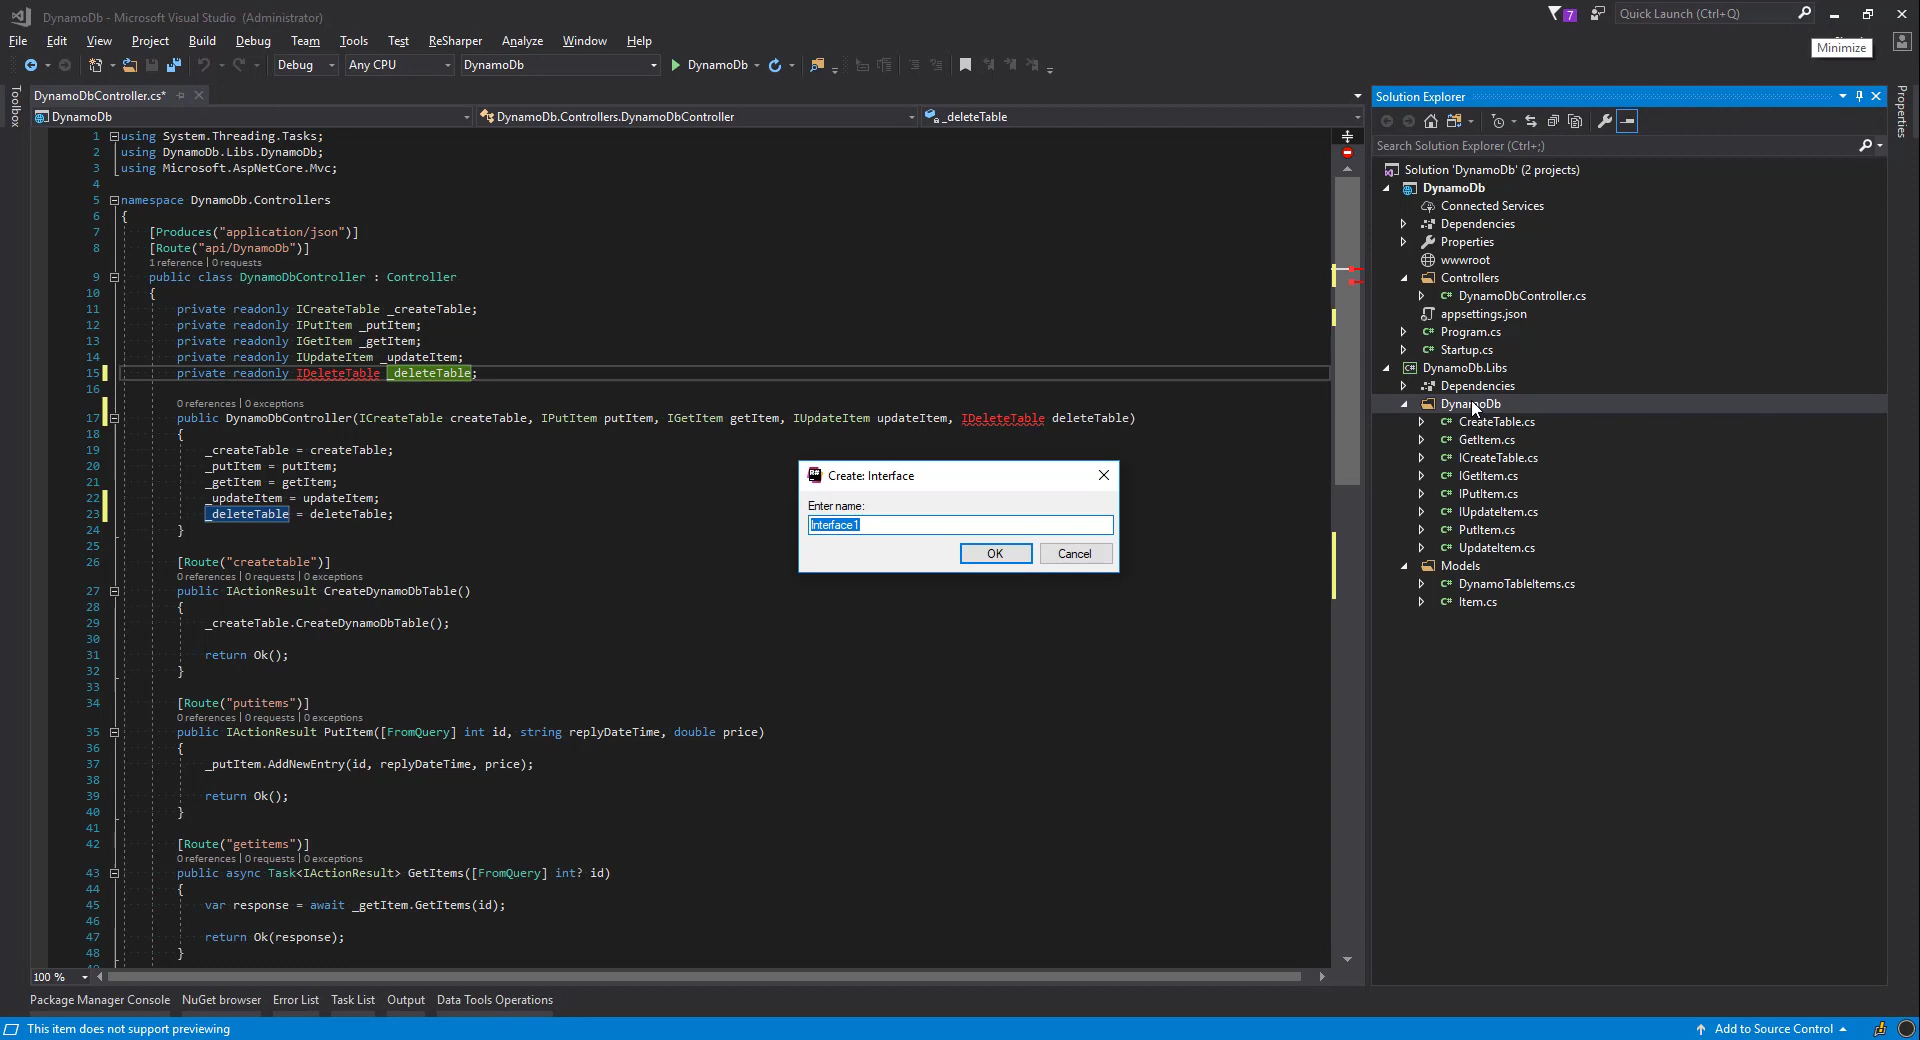 DynamoDb - Microsoft Visual Studio (Administrator)
7
Quick Launch (Ctrl+Q)
File Edit View Project Build Debug Team Tools Test ReSharper Analyze Window Help
Minimize
Debug Any CPU DynamoDb DynamoDb
Toolbox
DynamoDbController.cs*
DynamoDb DynamoDb.Controllers.DynamoDbController _deleteTable
1 using System.Threading.Tasks;
2 using DynamoDb.Libs.DynamoDb;
3 using Microsoft.AspNetCore.Mvc;
4
5 namespace DynamoDb.Controllers
6 {
7 [Produces("application/json")]
8 [Route("api/DynamoDb")]
1 reference | 0 requests
9 public class DynamoDbController : Controller
10 {
11 private readonly ICreateTable _createTable;
12 private readonly IPutItem _putItem;
13 private readonly IGetItem _getItem;
14 private readonly IUpdateItem _updateItem;
15 private readonly IDeleteTable _deleteTable;
16
0 references | 0 exceptions
17 public DynamoDbController(ICreateTable createTable, IPutItem putItem, IGetItem getItem, IUpdateItem updateItem, IDeleteTable deleteTable)
18 {
19 _createTable = createTable;
20 _putItem = putItem;
21 _getItem = getItem;
22 _updateItem = updateItem;
23 _deleteTable = deleteTable;
24 }
25
26 [Route("createtable")]
0 references | 0 requests | 0 exceptions
27 public IActionResult CreateDynamoDbTable()
28 {
29 _createTable.CreateDynamoDbTable();
30
31 return Ok();
32 }
33
34 [Route("putitems")]
0 references | 0 requests | 0 exceptions
35 public IActionResult PutItem([FromQuery] int id, string replyDateTime, double price)
36 {
37 _putItem.AddNewEntry(id, replyDateTime, price);
38
39 return Ok();
40 }
41
42 [Route("getitems")]
0 references | 0 requests | 0 exceptions
43 public async Task<IActionResult> GetItems([FromQuery] int? id)
44 {
45 var response = await _getItem.GetItems(id);
46
47 return Ok(response);
48 }
100 %
Create: Interface
Enter name:
Interface1
OK Cancel
Solution Explorer
Search Solution Explorer (Ctrl+;)
Solution 'DynamoDb' (2 projects)
DynamoDb
Connected Services
Dependencies
Properties
wwwroot
Controllers
C# DynamoDbController.cs
appsettings.json
C# Program.cs
C# Startup.cs
C# DynamoDb.Libs
Dependencies
DynamoDb
C# CreateTable.cs
C# GetItem.cs
C# ICreateTable.cs
C# IGetItem.cs
C# IPutItem.cs
C# IUpdateItem.cs
C# PutItem.cs
C# UpdateItem.cs
Models
C# DynamoTableItems.cs
C# Item.cs
Properties
Package Manager Console NuGet browser Error List Task List Output Data Tools Operations
This item does not support previewing
Add to Source Control